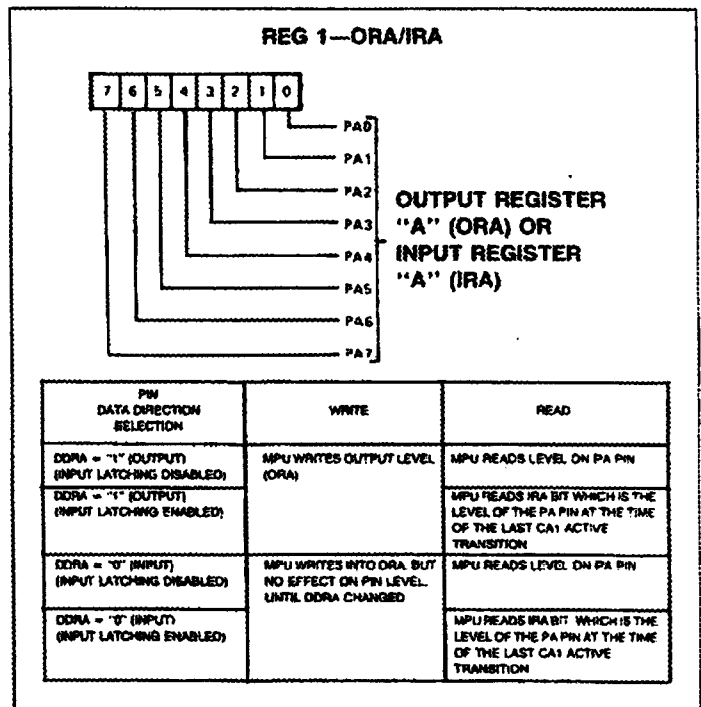 REG 1—ORA/IRA
7 6 5 4 3 2 1 0
PA0
PA1
PA2
PA3
PA4
PA5
PA6
PA7
OUTPUT REGISTER
"A" (ORA) OR
INPUT REGISTER
"A" (IRA)
PIN
DATA DIRECTION
SELECTION
WRITE
READ
DDRA = "1" (OUTPUT)
(INPUT LATCHING DISABLED)
MPU WRITES OUTPUT LEVEL
(ORA)
MPU READS LEVEL ON PA PIN
DDRA = "1" (OUTPUT)
(INPUT LATCHING ENABLED)
MPU READS IRA BIT WHICH IS THE
LEVEL OF THE PA PIN AT THE TIME
OF THE LAST CA1 ACTIVE
TRANSITION
DDRA = "0" (INPUT)
(INPUT LATCHING DISABLED)
MPU WRITES INTO ORA, BUT
NO EFFECT ON PIN LEVEL,
UNTIL DDRA CHANGED
MPU READS LEVEL ON PA PIN
DDRA = "0" (INPUT)
(INPUT LATCHING ENABLED)
MPU READS IRA BIT WHICH IS THE
LEVEL OF THE PA PIN AT THE TIME
OF THE LAST CA1 ACTIVE
TRANSITION